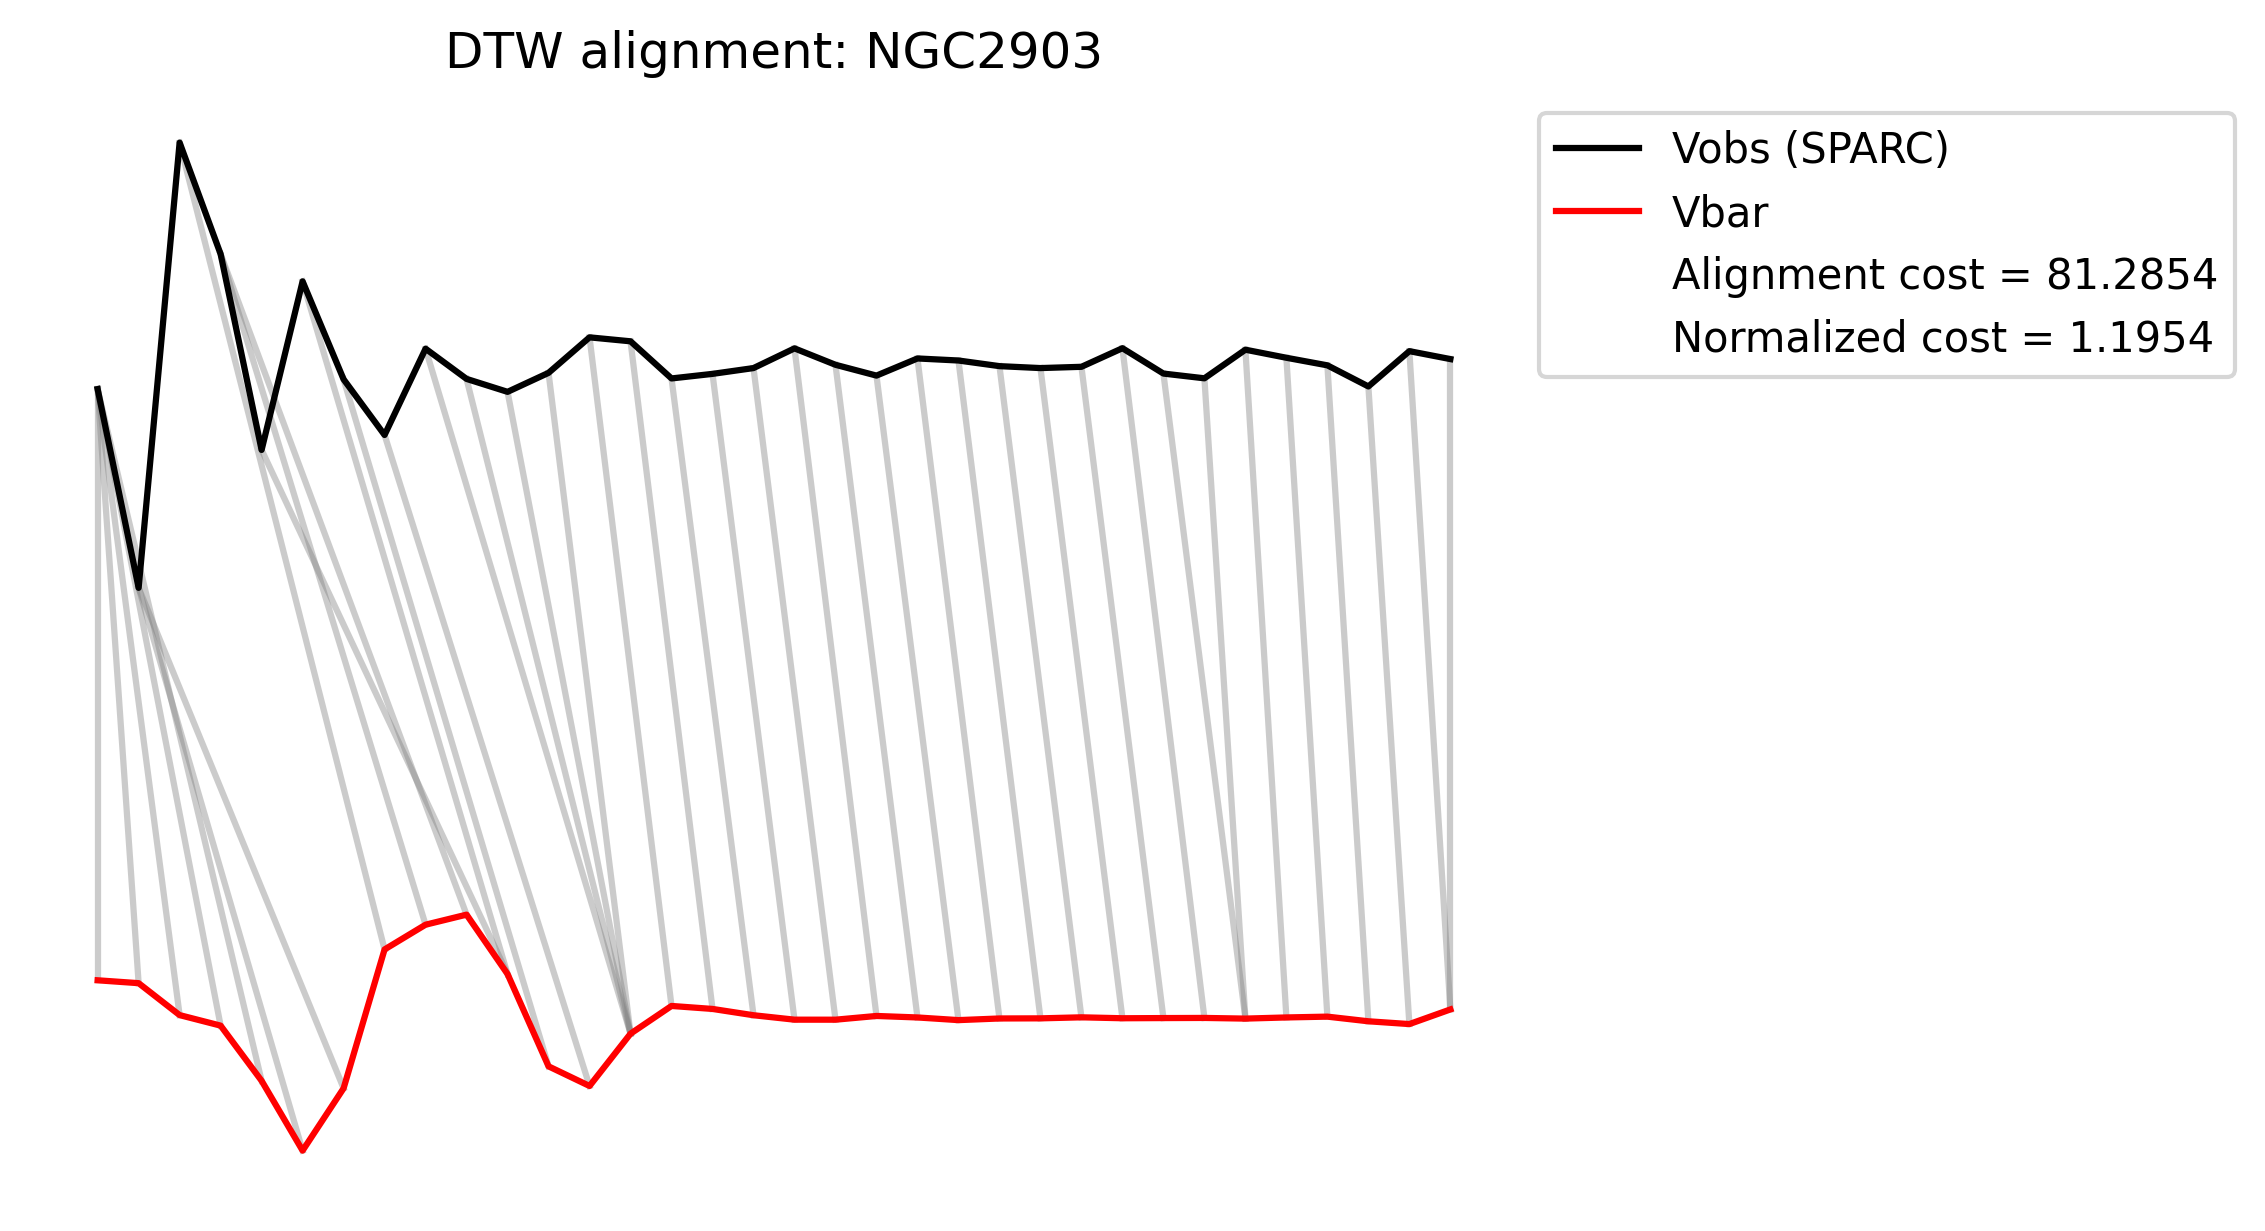 DTW alignment: NGC2903
Vobs (SPARC)
Vbar
Alignment cost = 81.2854
Normalized cost = 1.1954